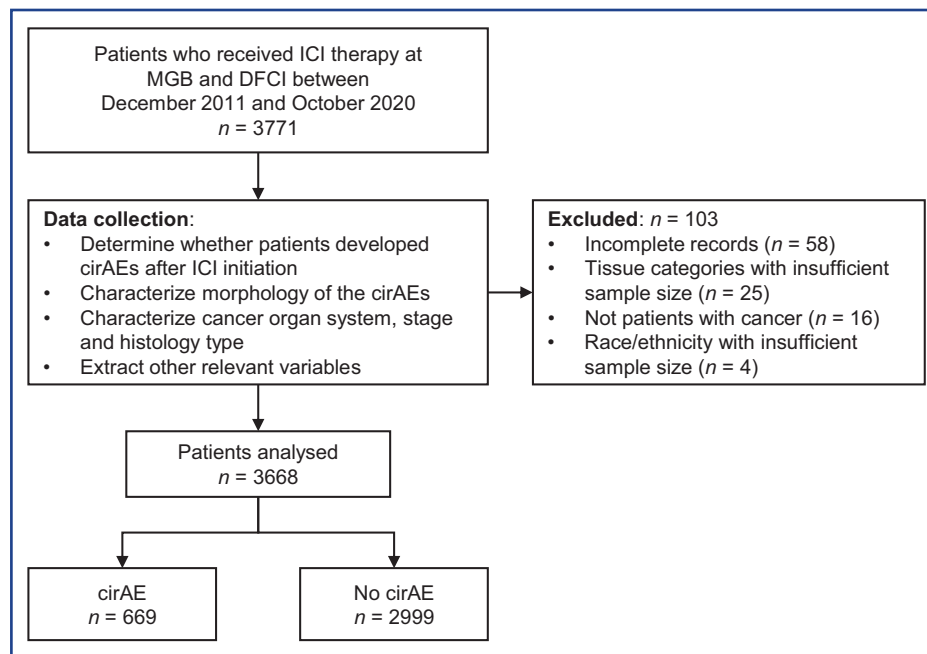 Patients who received ICI therapy at
MGB and DFCI between
December 2011 and October 2020
n = 3771
Data collection:
• Determine whether patients developed
cirAEs after ICI initiation
• Characterize morphology of the cirAEs
• Characterize cancer organ system, stage
and histology type
• Extract other relevant variables
Excluded: n = 103
• Incomplete records (n = 58)
• Tissue categories with insufficient
sample size (n = 25)
• Not patients with cancer (n = 16)
• Race/ethnicity with insufficient
sample size (n = 4)
Patients analysed
n = 3668
cirAE
n = 669
No cirAE
n = 2999